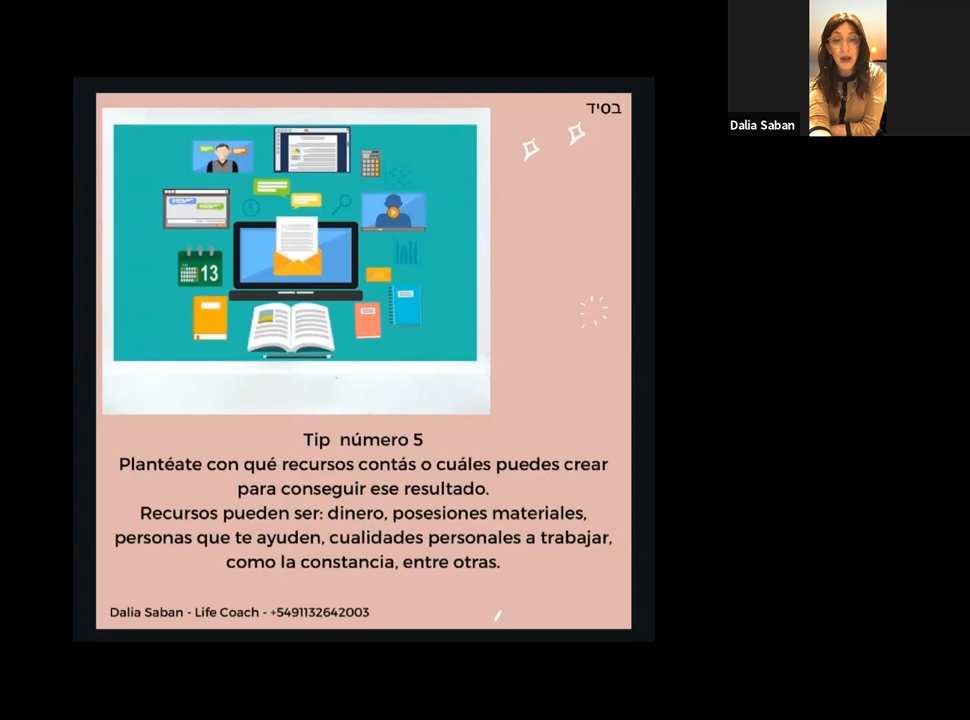 בסיד
Dalia Saban
13
Tip número 5
Plantéate con qué recursos contás o cuáles puedes crear
para conseguir ese resultado.
Recursos pueden ser: dinero, posesiones materiales,
personas que te ayuden, cualidades personales a trabajar,
como la constancia, entre otras.
Dalia Saban - Life Coach - +5491132642003